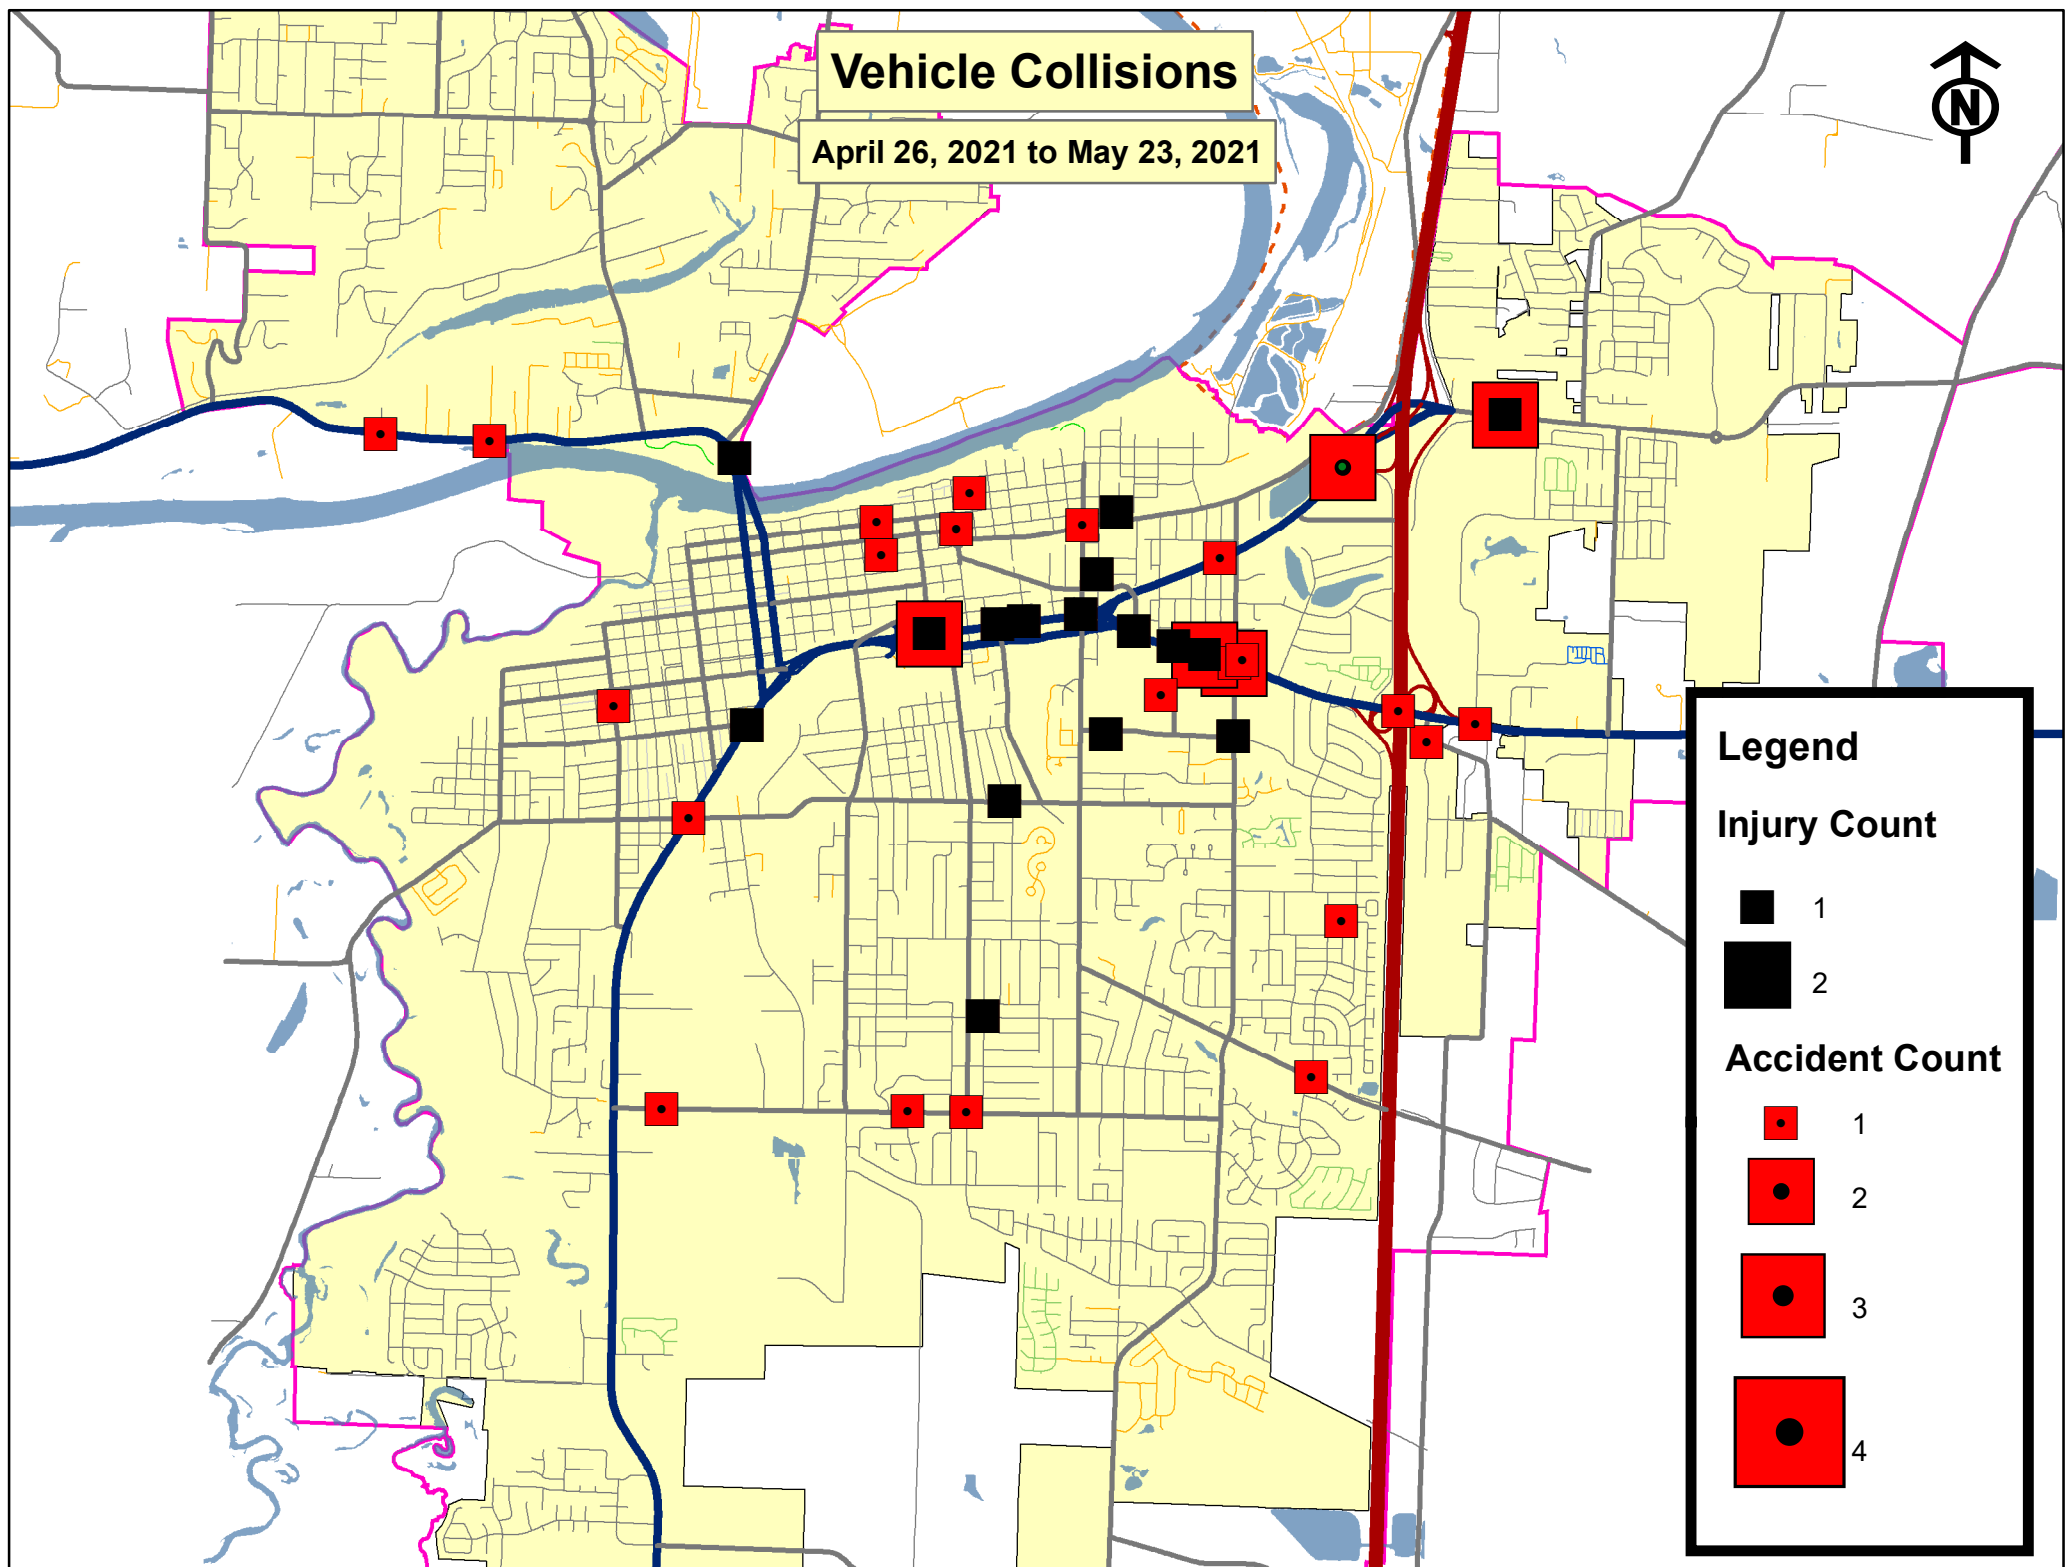 Vehicle Collisions
April 26, 2021 to May 23, 2021
N
Legend
Injury Count
1
2
Accident Count
1
2
3
4